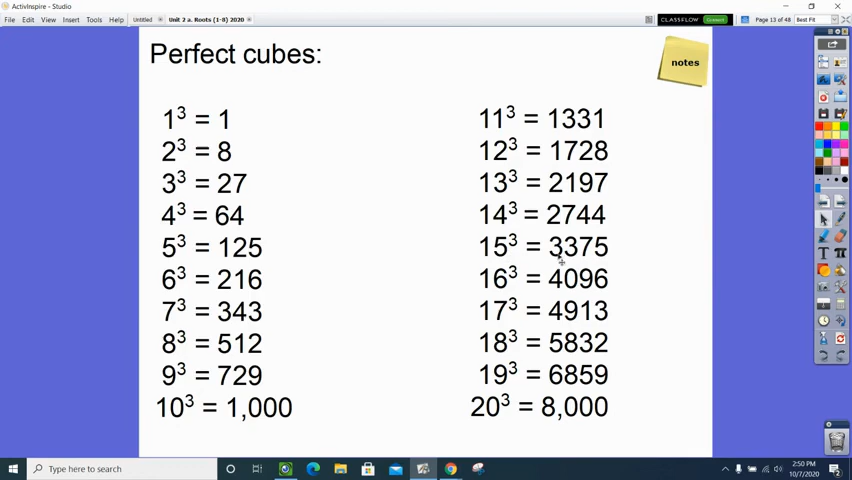 ActivInspire - Studio
File Edit View Insert Tools Untitled Unit 2 a. Roots (1-8) 2020 CLASSFLOW Connect Page 13 of 48 Best Fit
Perfect cubes:
notes
1³ = 1
2³ = 8
3³ = 27
4³ = 64
5³ = 125
6³ = 216
7³ = 343
8³ = 512
9³ = 729
10³ = 1,000
11³ = 1331
12³ = 1728
13³ = 2197
14³ = 2744
15³ = 3375
16³ = 4096
17³ = 4913
18³ = 5832
19³ = 6859
20³ = 8,000
Type here to search
2:50 PM
10/7/2020